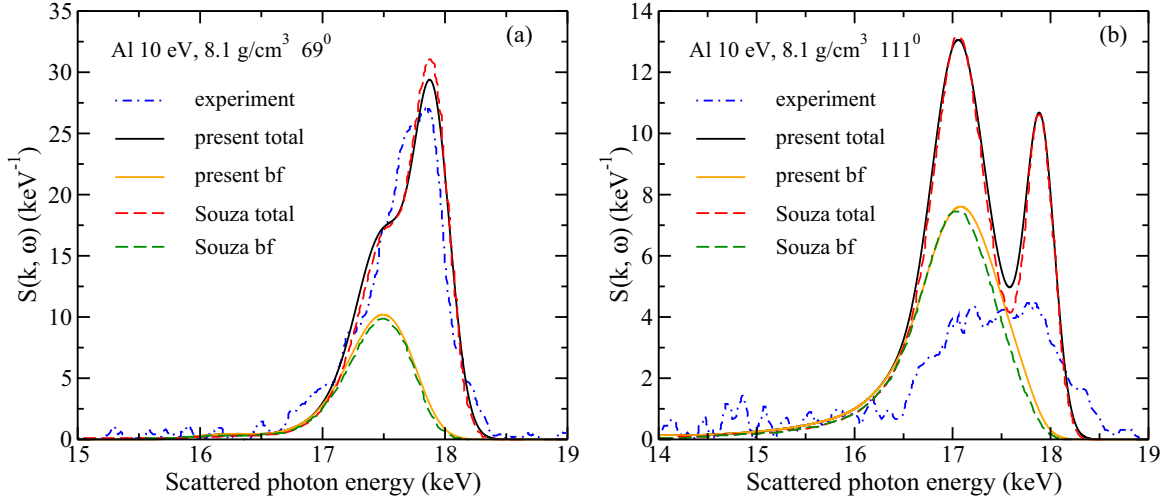 (a)
Al 10 eV, 8.1 g/cm³ 69⁰
experiment
present total
present bf
Souza total
Souza bf
S(k, ω) (keV⁻¹)
35
30
25
20
15
10
5
0
15 16 17 18 19
Scattered photon energy (keV)
(b)
Al 10 eV, 8.1 g/cm³ 111⁰
experiment
present total
present bf
Souza total
Souza bf
S(k, ω) (keV⁻¹)
14
12
10
8
6
4
2
0
14 15 16 17 18 19
Scattered photon energy (keV)